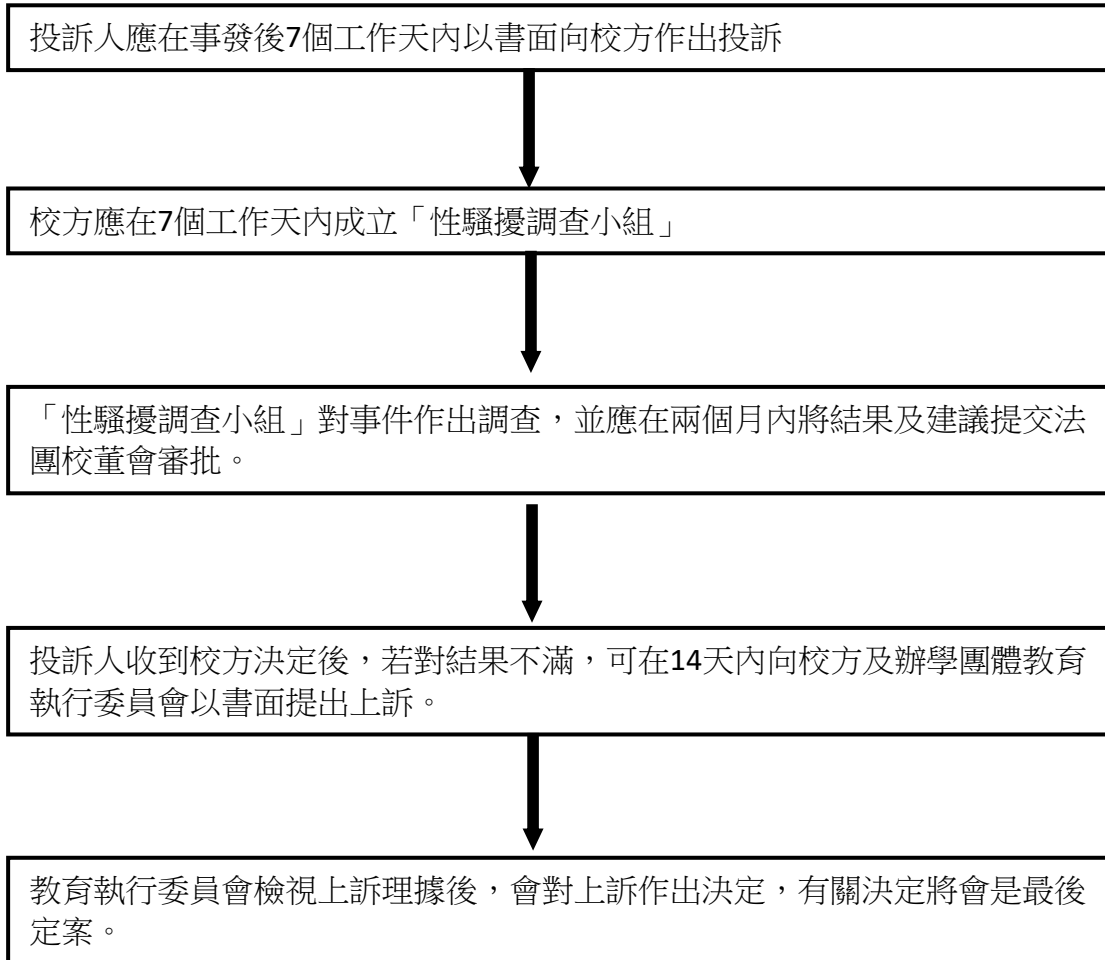 投訴人應在事發後7個工作天內以書面向校方作出投訴
校方應在7個工作天內成立「性騷擾調查小組」
「性騷擾調查小組」對事件作出調查，並應在兩個月內將結果及建議提交法
團校董會審批。
投訴人收到校方決定後，若對結果不滿，可在14天內向校方及辦學團體教育
執行委員會以書面提出上訴。
教育執行委員會檢視上訴理據後，會對上訴作出決定，有關決定將會是最後
定案。